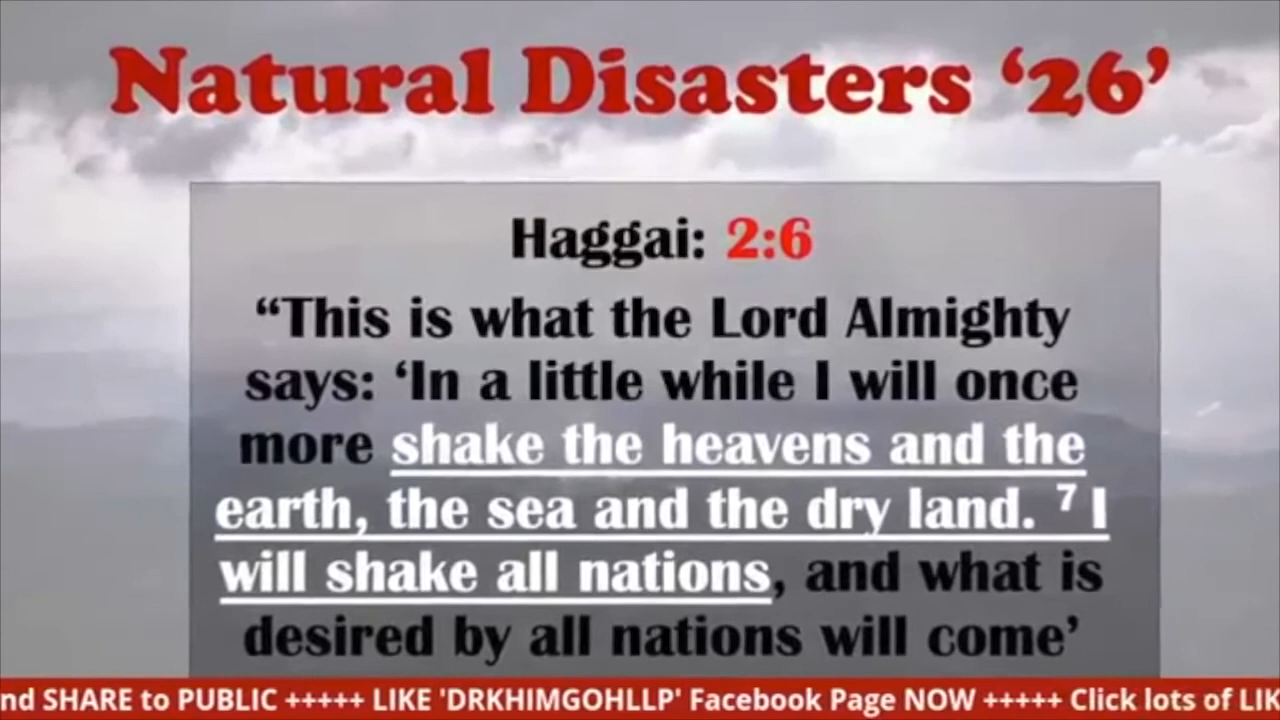 Natural Disasters ‘26’
Haggai: 2:6
“This is what the Lord Almighty
says: ‘In a little while I will once
more shake the heavens and the
earth, the sea and the dry land. ⁷ I
will shake all nations, and what is
desired by all nations will come’
nd SHARE to PUBLIC +++++ LIKE 'DRKHIMGOHLLP' Facebook Page NOW +++++ Click lots of LIK